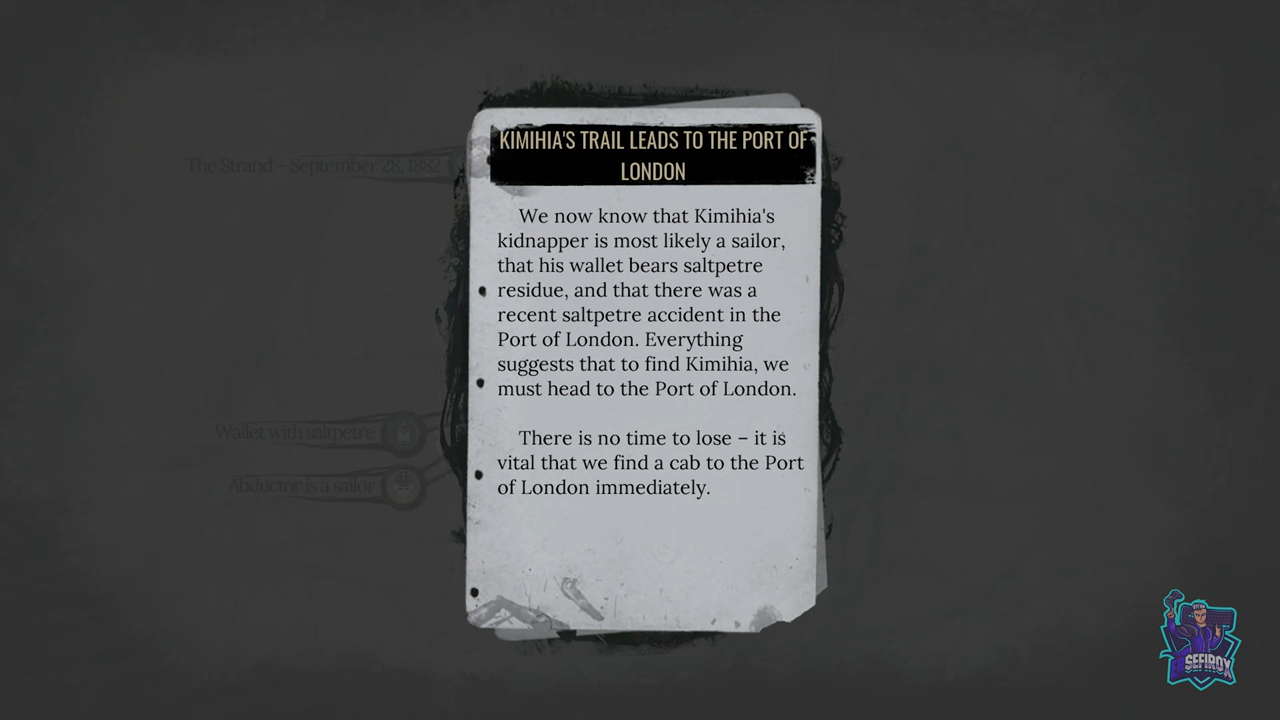 KIMIHIA'S TRAIL LEADS TO THE PORT OF
LONDON
The Strand – September 28, 1882
We now know that Kimihia's
kidnapper is most likely a sailor,
that his wallet bears saltpetre
residue, and that there was a
recent saltpetre accident in the
Port of London. Everything
suggests that to find Kimihia, we
must head to the Port of London.
There is no time to lose – it is
vital that we find a cab to the Port
of London immediately.
Wallet with saltpetre
Abductor is a sailor
SEFIROX